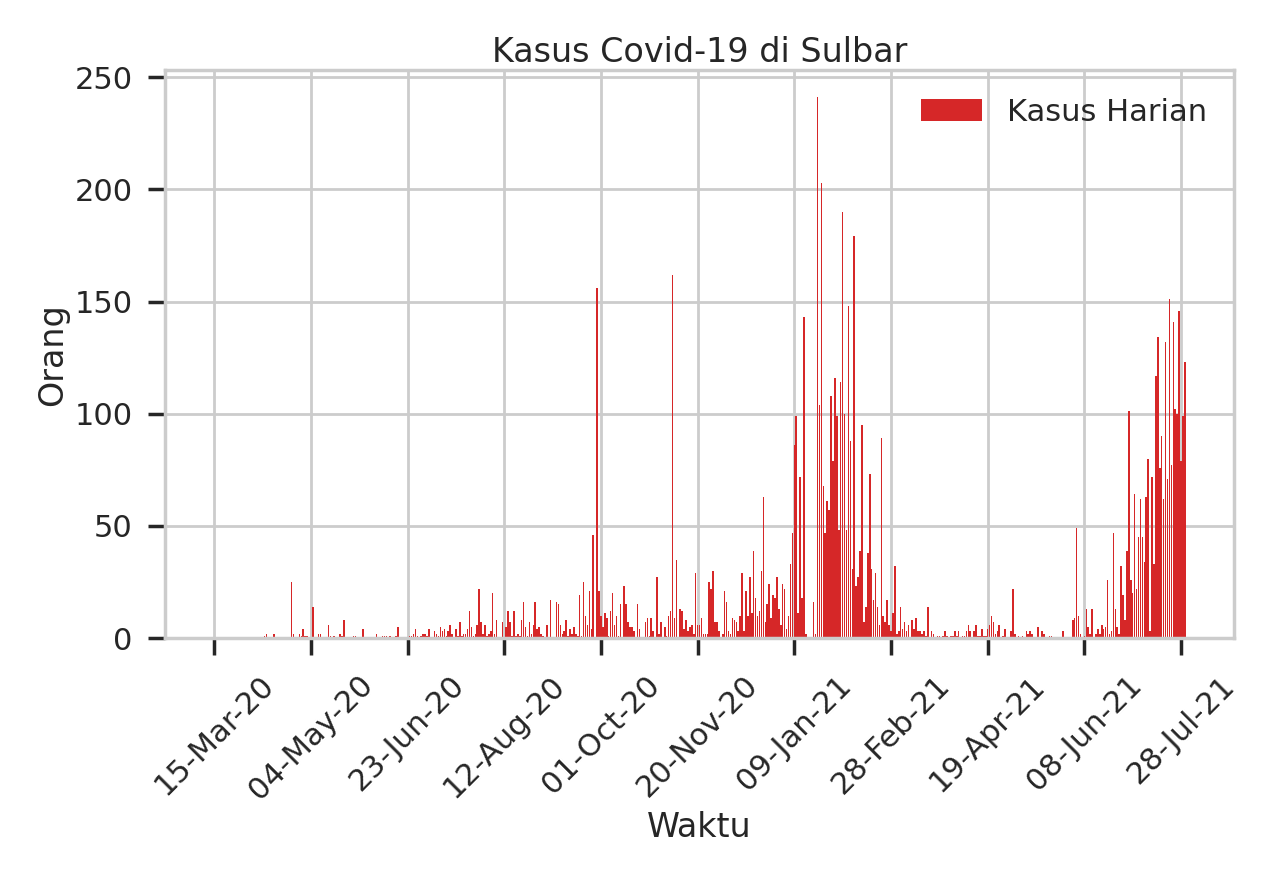 Kasus Covid-19 di Sulbar
Kasus Harian
250
200
150
100
50
0
Orang
15-Mar-20
04-May-20
23-Jun-20
12-Aug-20
01-Oct-20
20-Nov-20
09-Jan-21
28-Feb-21
19-Apr-21
08-Jun-21
28-Jul-21
Waktu